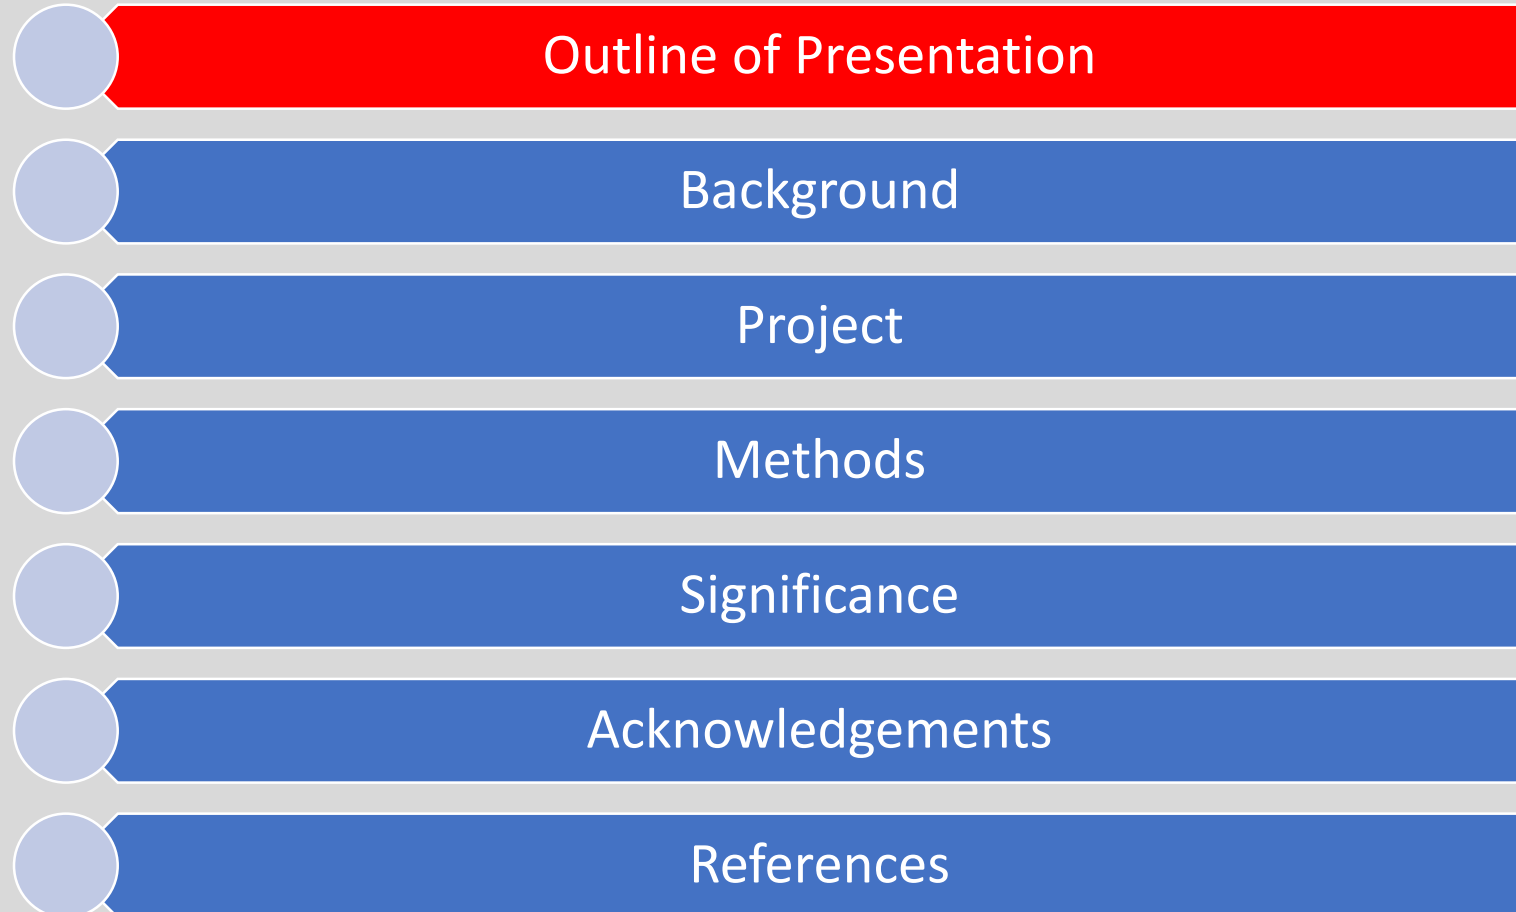 Outline of Presentation
Background
Project
Methods
Significance
Acknowledgements
References